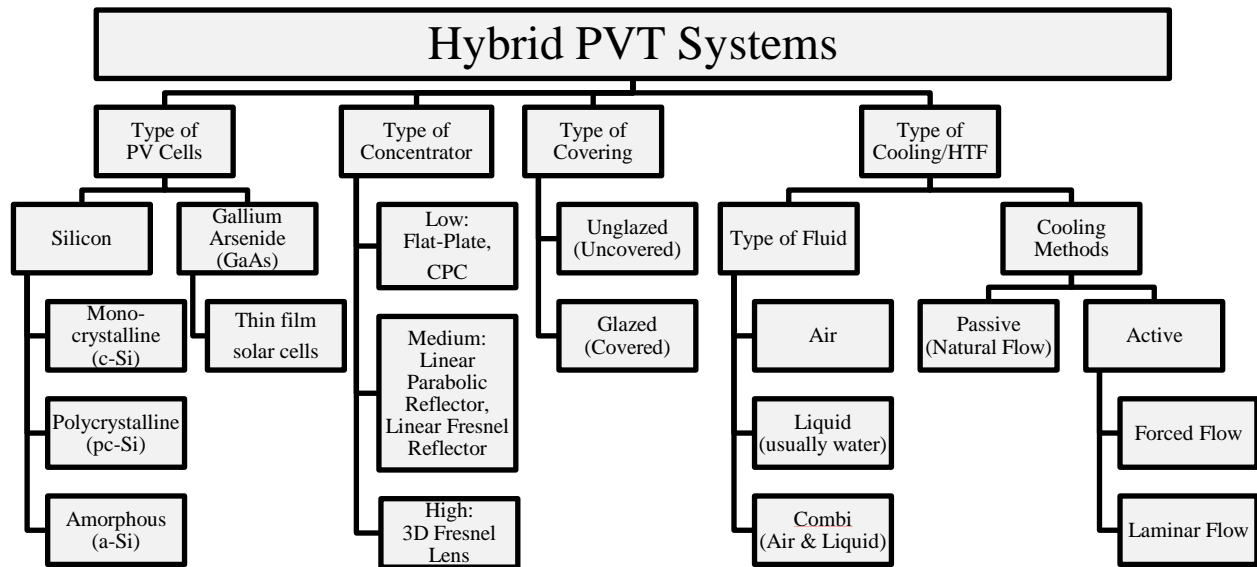 Hybrid PVT Systems
Type of
PV Cells
Type of
Concentrator
Type of
Covering
Type of
Cooling/HTF
Silicon
Gallium
Arsenide
(GaAs)
Low:
Flat-Plate,
CPC
Unglazed
(Uncovered)
Type of Fluid
Cooling
Methods
Mono-
crystalline
(c-Si)
Thin film
solar cells
Medium:
Linear
Parabolic
Reflector,
Linear Fresnel
Reflector
Glazed
(Covered)
Air
Passive
(Natural Flow)
Active
Polycrystalline
(pc-Si)
Liquid
(usually water)
Forced Flow
Amorphous
(a-Si)
High:
3D Fresnel
Lens
Combi
(Air & Liquid)
Laminar Flow